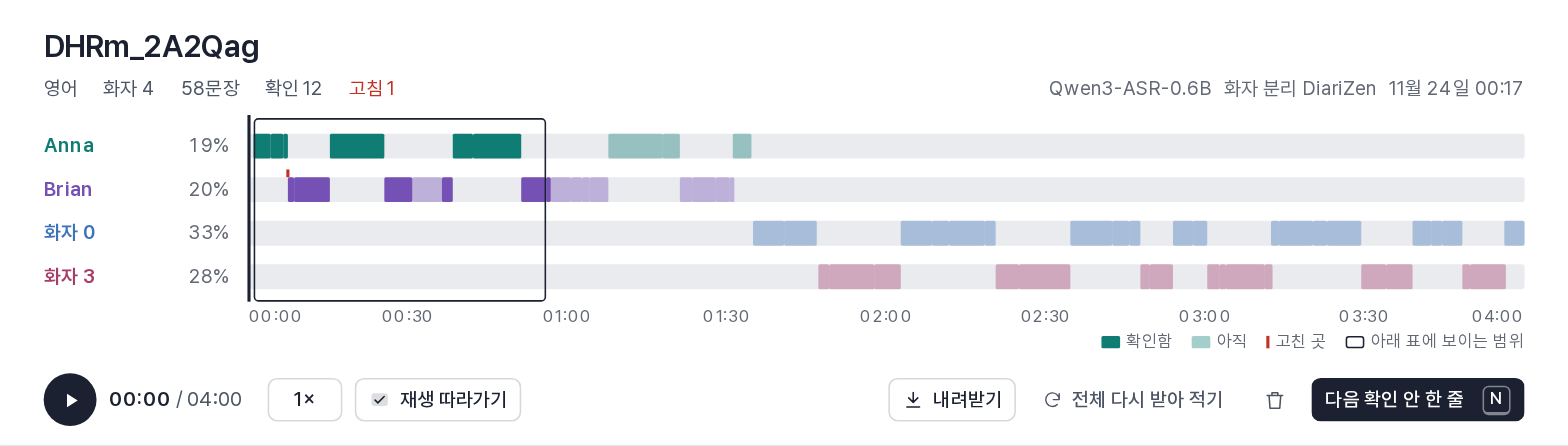 DHRm_2A2Qag
영어 화자 4 58문장 확인 12 고침 1
Qwen3-ASR-0.6B 화자 분리 DiariZen 11월 24일 00:17
Anna 19%
Brian 20%
화자 0 33%
화자 3 28%
00:00 00:30 01:00 01:30 02:00 02:30 03:00 03:30 04:00
확인함 아직 고친 곳 아래 표에 보이는 범위
00:00 / 04:00 1× 재생 따라가기 내려받기 전체 다시 받아 적기 다음 확인 안 한 줄 N